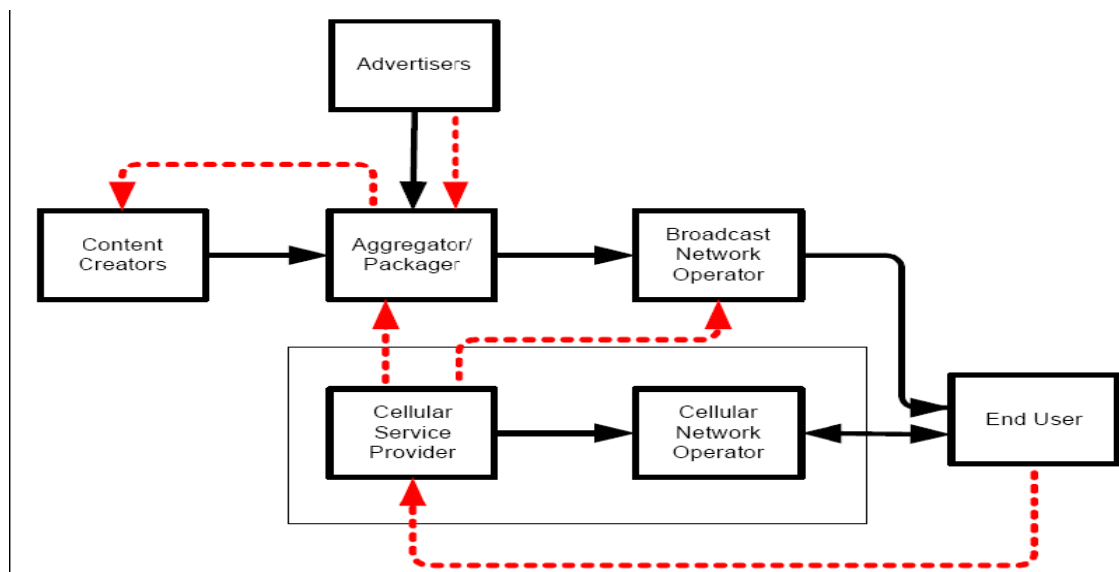 Advertisers
Content
Creators
Aggregator/
Packager
Broadcast
Network
Operator
Cellular
Service
Provider
Cellular
Network
Operator
End User